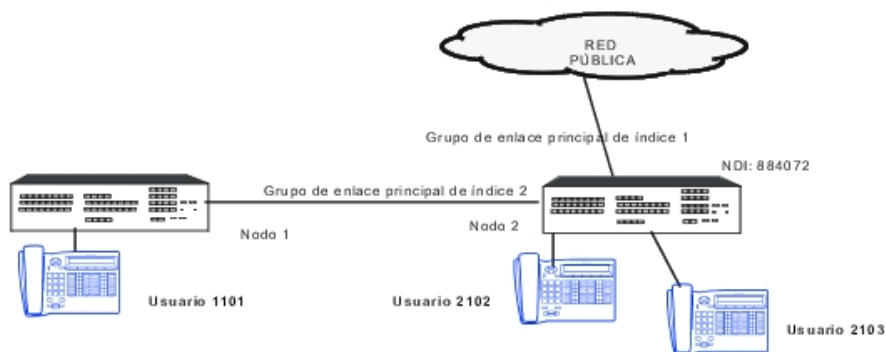 RED
PÚBLICA
Grupo de enlace principal de índice 1
NDI: 884072
Grupo de enlace principal de índice 2
Nodo 1
Nodo 2
Usuario 1101
Usuario 2102
Usuario 2103